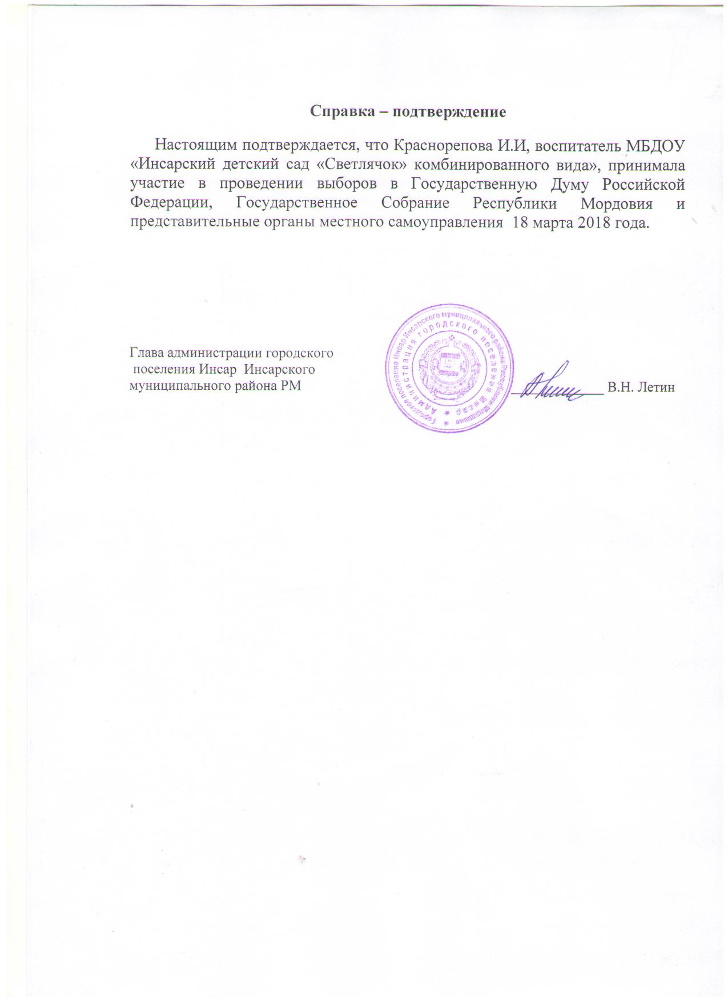 Справка – подтверждение
Настоящим подтверждается, что Краснорепова И.И, воспитатель МБДОУ
«Инсарский детский сад «Светлячок» комбинированного вида», принимала
участие в проведении выборов в Государственную Думу Российской
Федерации, Государственное Собрание Республики Мордовия и
представительные органы местного самоуправления 18 марта 2018 года.
Глава администрации городского
поселения Инсар Инсарского
муниципального района РМ
В.Н. Летин
Городское поселение Инсар Инсарского муниципального района Республики Мордовия
Администрация городского поселения Инсар